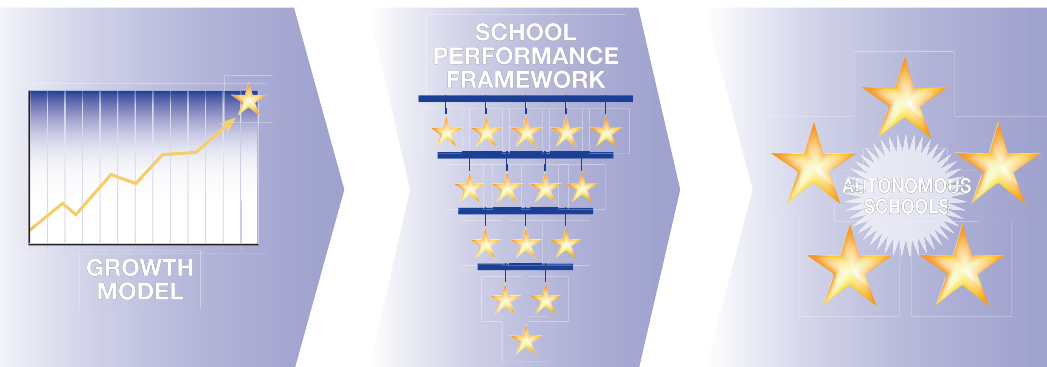 GROWTH
MODEL
SCHOOL
PERFORMANCE
FRAMEWORK
AUTONOMOUS
SCHOOLS